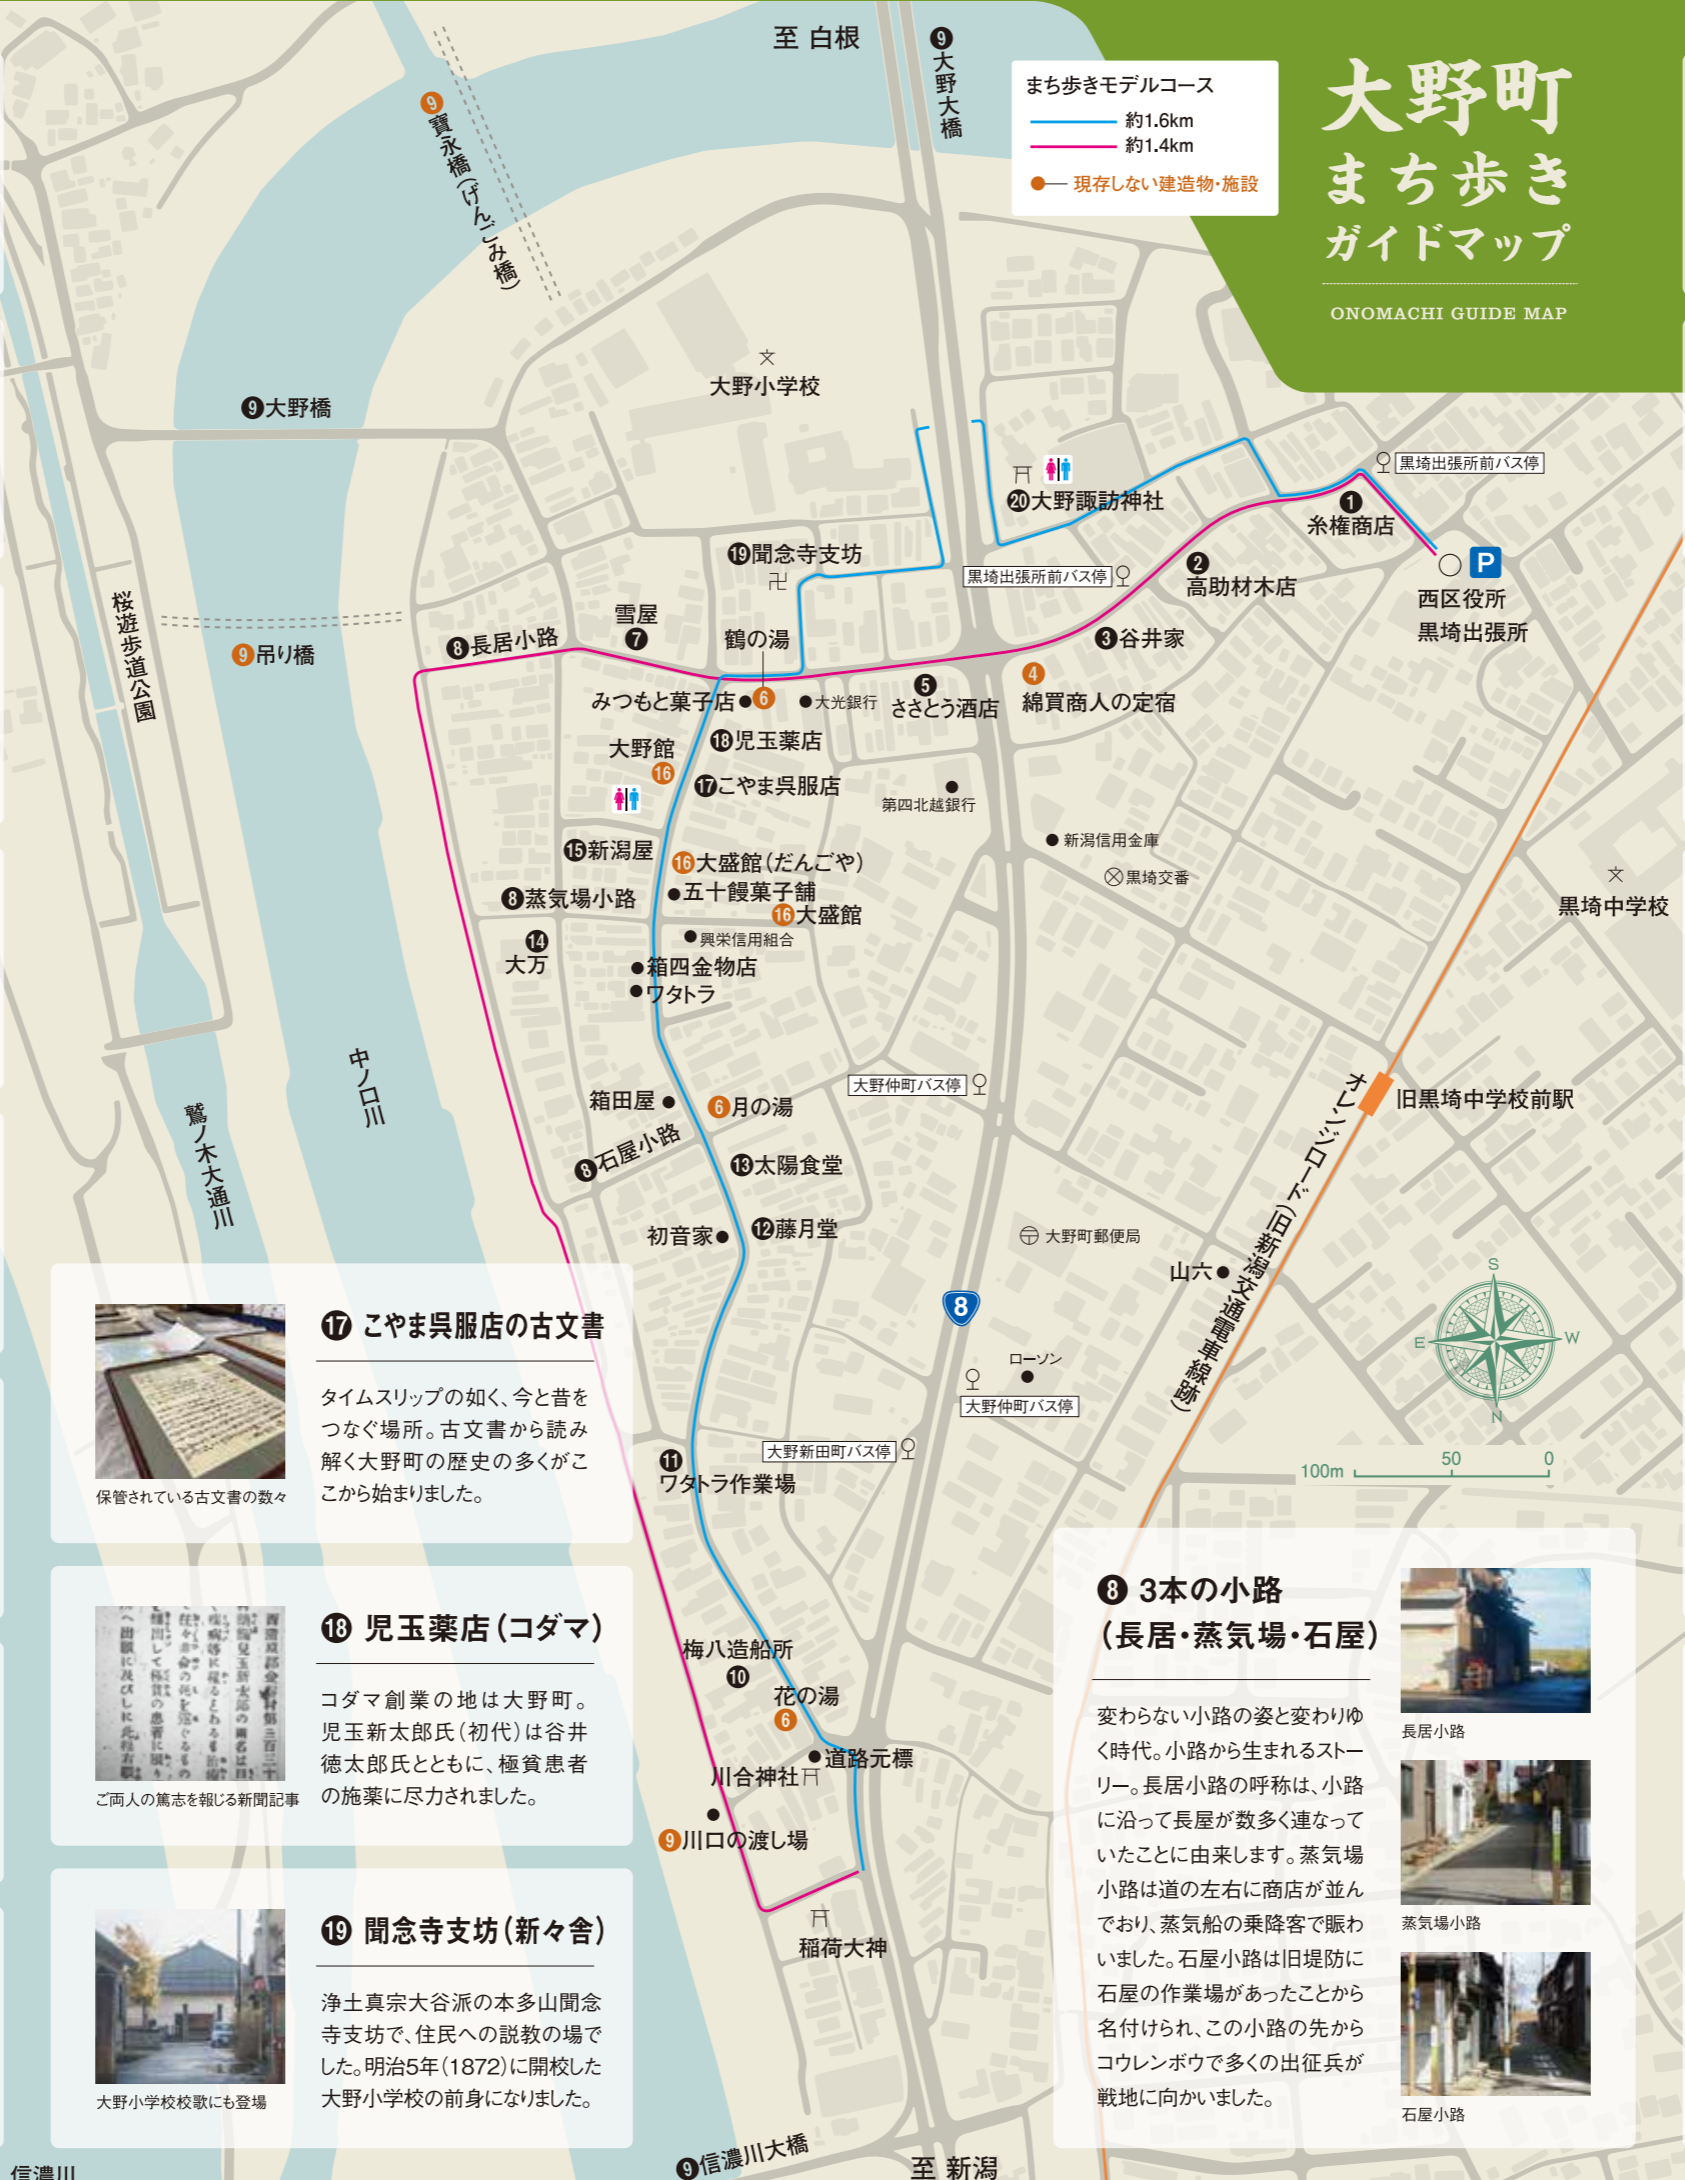 大野町
まち歩き
ガイドマップ
ONOMACHI GUIDE MAP
まち歩きモデルコース
約1.6km
約1.4km
現存しない建造物・施設
至 白根
❾大野大橋
❾寶永橋(げんごみ橋)
❾大野橋
文
大野小学校
黒埼出張所前バス停
⓴大野諏訪神社
❶
糸権商店
P
西区役所
黒埼出張所
⓳聞念寺支坊
卍
黒埼出張所前バス停
❷
高助材木店
❸谷井家
❹
綿買商人の定宿
雪屋
❼
鶴の湯
❽長居小路
みつもと菓子店●❻
●大光銀行
❺
ささとう酒店
桜遊歩道公園
❾吊り橋
⓲児玉薬店
大野館
⓰
⓱こやま呉服店
●
第四北越銀行
●新潟信用金庫
黒埼交番
文
黒埼中学校
⓯新潟屋
⓰大盛館(だんごや)
❽蒸気場小路
●五十饅菓子舗
⓰大盛館
●興栄信用組合
⓮
大万
●箱四金物店
●ワタトラ
中ノ口川
鷲ノ木大通川
大野仲町バス停
箱田屋●
❻月の湯
❽石屋小路
⓭太陽食堂
初音家●
⓬藤月堂
大野町郵便局
旧黒埼中学校前駅
オレンジロード(旧新潟交通電車線跡)
山六●
8
ローソン
大野仲町バス停
S
E
W
N
100m
50
0
大野新田町バス停
⓫
ワタトラ作業場
梅八造船所
❿
花の湯
❻
●道路元標
川合神社
❾川口の渡し場
稲荷大神
❾信濃川大橋
至 新潟
信濃川
⓱ こやま呉服店の古文書
タイムスリップの如く、今と昔を
つなぐ場所。古文書から読み
解く大野町の歴史の多くがこ
こから始まりました。
保管されている古文書の数々
⓲ 児玉薬店(コダマ)
コダマ創業の地は大野町。
児玉新太郎氏(初代)は谷井
徳太郎氏とともに、極貧患者
の施薬に尽力されました。
ご両人の篤志を報じる新聞記事
⓳ 聞念寺支坊(新々舎)
浄土真宗大谷派の本多山聞念
寺支坊で、住民への説教の場で
した。明治5年(1872)に開校した
大野小学校の前身になりました。
大野小学校校歌にも登場
❽ 3本の小路
(長居・蒸気場・石屋)
変わらない小路の姿と変わりゆ
く時代。小路から生まれるストー
リー。長居小路の呼称は、小路
に沿って長屋が数多く連なって
いたことに由来します。蒸気場
小路は道の左右に商店が並ん
でおり、蒸気船の乗降客で賑わ
いました。石屋小路は旧堤防に
石屋の作業場があったことから
名付けられ、この小路の先から
コウレンボウで多くの出征兵が
戦地に向かいました。
長居小路
蒸気場小路
石屋小路